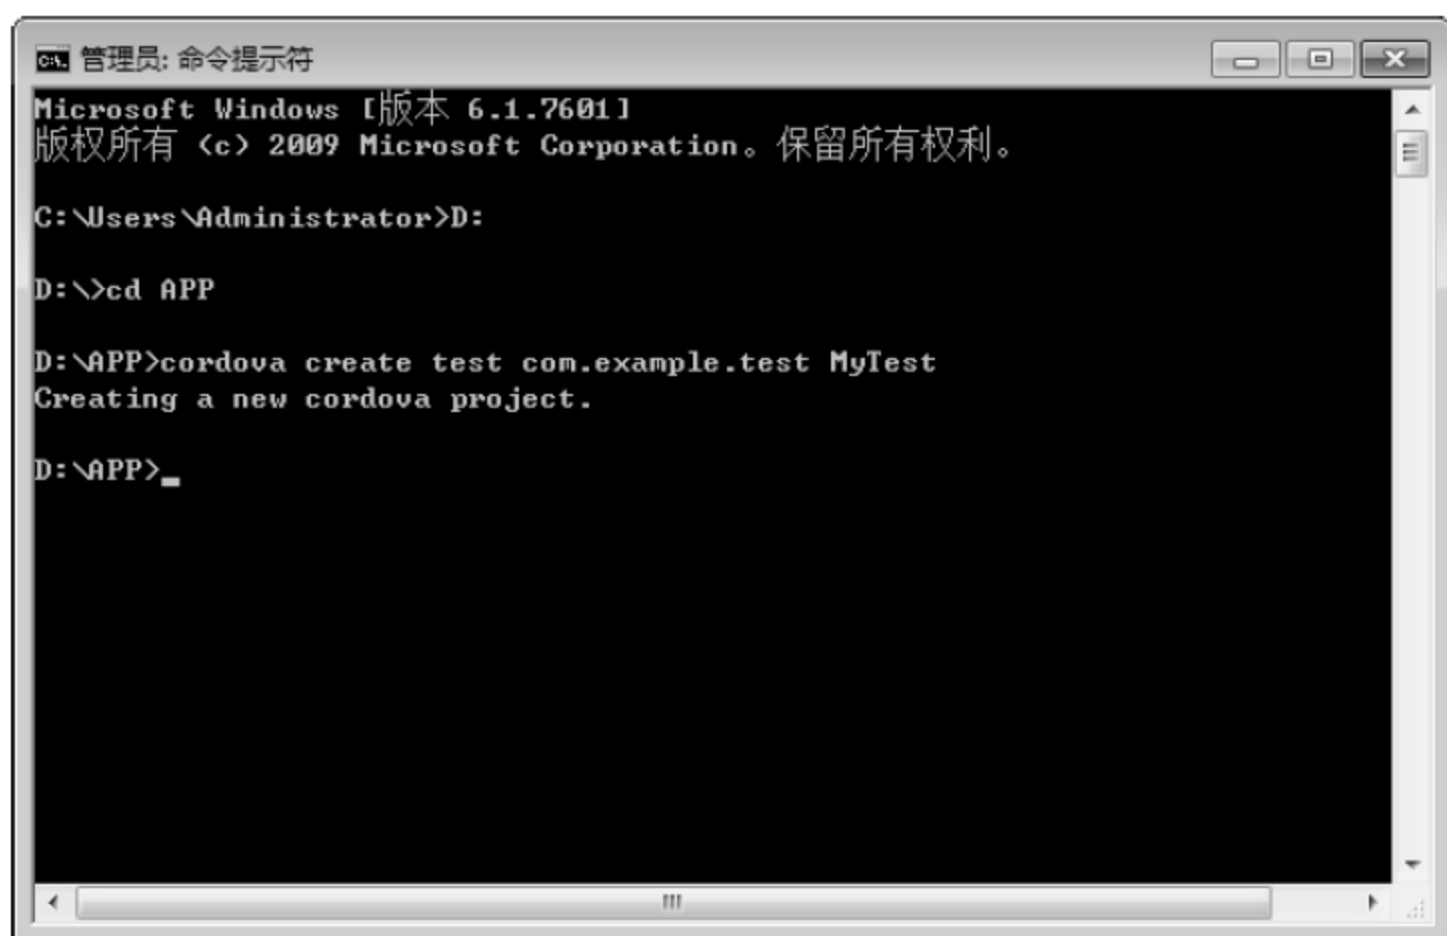 管理员: 命令提示符
Microsoft Windows [版本 6.1.7601]
版权所有 (c) 2009 Microsoft Corporation。保留所有权利。
C:\Users\Administrator>D:
D:\>cd APP
D:\APP>cordova create test com.example.test MyTest
Creating a new cordova project.
D:\APP>_